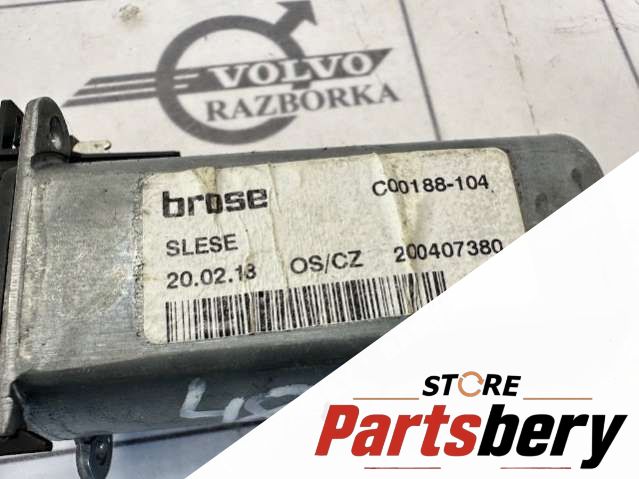 VOLVO
RAZBORKA
brose
C00188-104
SLESE
20.02.13 OS/CZ 200407380
STORE
Partsbery